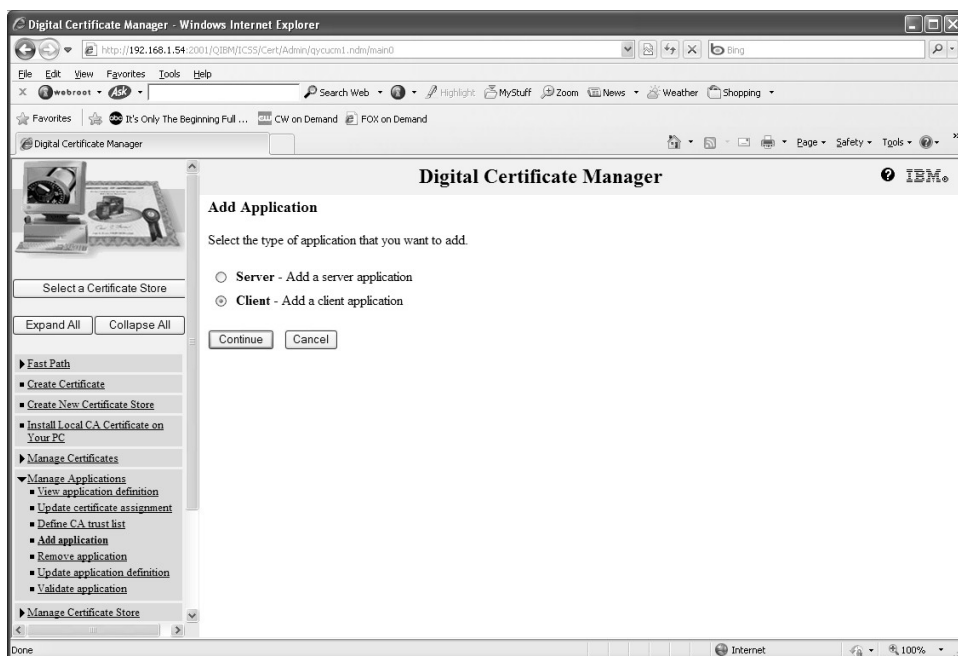 Digital Certificate Manager - Windows Internet Explorer
http://192.168.1.54:2001/QIBM/ICSS/Cert/Admin/qycucm1.ndm/main0
Bing
File Edit View Favorites Tools Help
webroot Ask Search Web Highlight MyStuff Zoom News Weather Shopping
Favorites It's Only The Beginning Full ... CW on Demand FOX on Demand
Digital Certificate Manager
Page Safety Tools
Digital Certificate Manager
IBM
Add Application
Select the type of application that you want to add.
Server - Add a server application
Client - Add a client application
Continue Cancel
Select a Certificate Store
Expand All Collapse All
Fast Path
Create Certificate
Create New Certificate Store
Install Local CA Certificate on
Your PC
Manage Certificates
Manage Applications
View application definition
Update certificate assignment
Define CA trust list
Add application
Remove application
Update application definition
Validate application
Manage Certificate Store
Done
Internet
100%